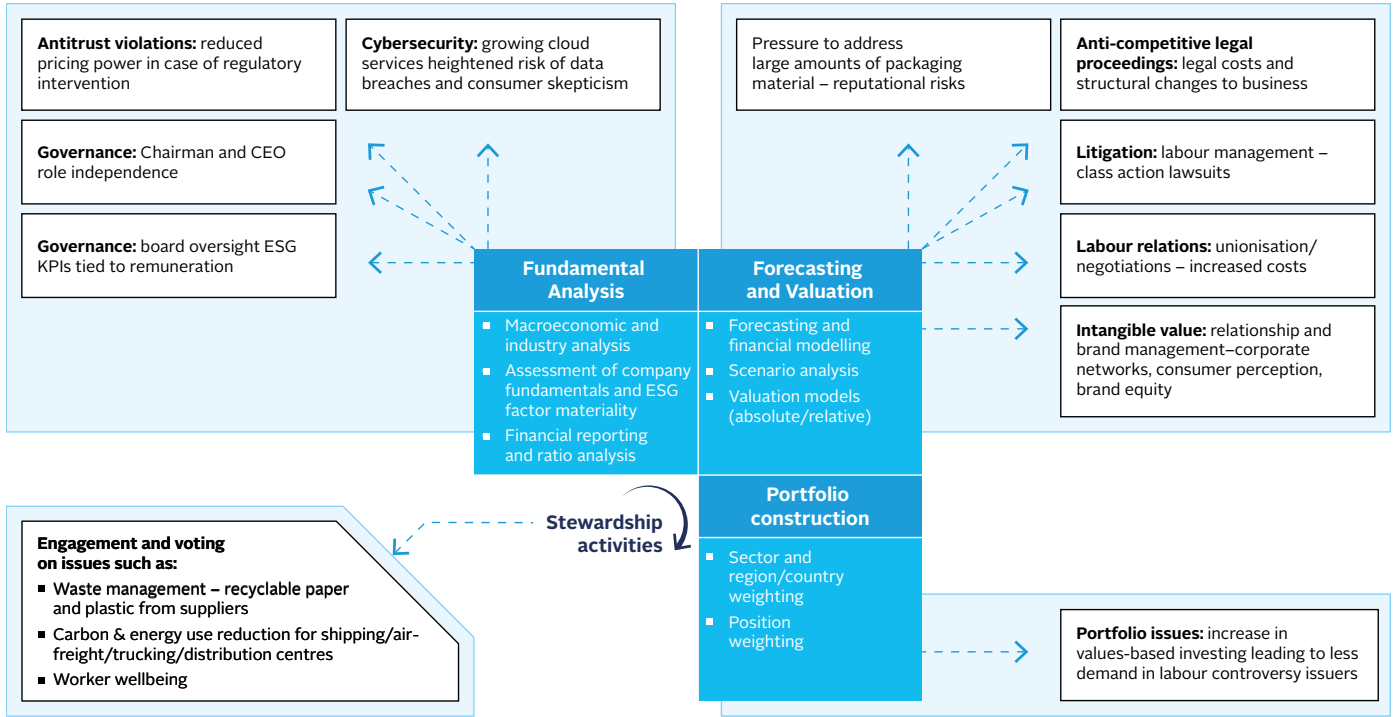 Antitrust violations: reduced
pricing power in case of regulatory
intervention
Cybersecurity: growing cloud
services heightened risk of data
breaches and consumer skepticism
Governance: Chairman and CEO
role independence
Governance: board oversight ESG
KPIs tied to remuneration
Pressure to address
large amounts of packaging
material – reputational risks
Anti-competitive legal
proceedings: legal costs and
structural changes to business
Litigation: labour management –
class action lawsuits
Labour relations: unionisation/
negotiations – increased costs
Intangible value: relationship and
brand management–corporate
networks, consumer perception,
brand equity
Fundamental
Analysis
▪ Macroeconomic and
industry analysis
▪ Assessment of company
fundamentals and ESG
factor materiality
▪ Financial reporting
and ratio analysis
Forecasting
and Valuation
▪ Forecasting and
financial modelling
▪ Scenario analysis
▪ Valuation models
(absolute/relative)
Stewardship
activities
Portfolio
construction
▪ Sector and
region/country
weighting
▪ Position
weighting
Engagement and voting
on issues such as:
▪ Waste management – recyclable paper
and plastic from suppliers
▪ Carbon & energy use reduction for shipping/air-
freight/trucking/distribution centres
▪ Worker wellbeing
Portfolio issues: increase in
values-based investing leading to less
demand in labour controversy issuers